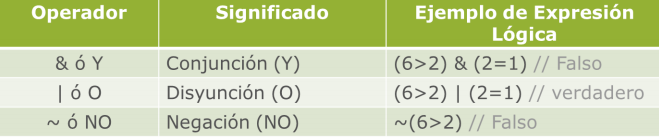 Operador Significado Ejemplo de Expresión
Lógica
& ó Y Conjunción (Y) (6>2) & (2=1) // Falso
| ó O Disyunción (O) (6>2) | (2=1) // verdadero
~ ó NO Negación (NO) ~(6>2) // Falso